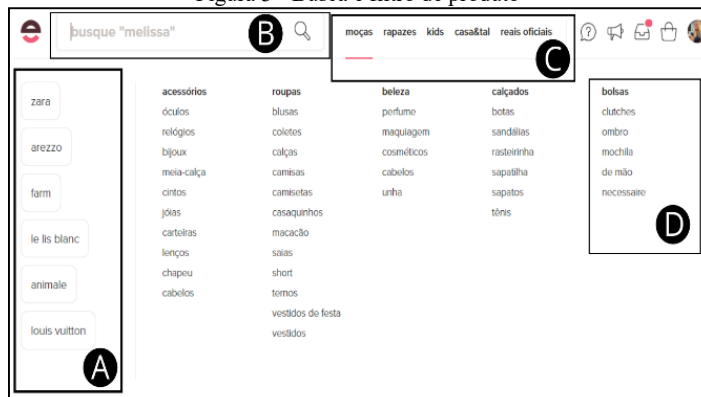 Figura 3 - Busca e filtro de produto
e
busque "melissa"
B
moças rapazes kids casa&tal reais oficiais
C
zara
arezzo
farm
le lis blanc
animale
louis vuitton
A
acessórios
óculos
relógios
bijoux
meia-calça
cintos
jóias
carteiras
lenços
chapeu
cabelos
roupas
blusas
coletes
calças
camisas
camisetas
casaquinhos
macacão
saias
short
ternos
vestidos de festa
vestidos
beleza
perfume
maquiagem
cosméticos
cabelos
unha
calçados
botas
sandálias
rasteirinha
sapatilha
sapatos
tênis
bolsas
clutches
ombro
mochila
de mão
necessaire
D